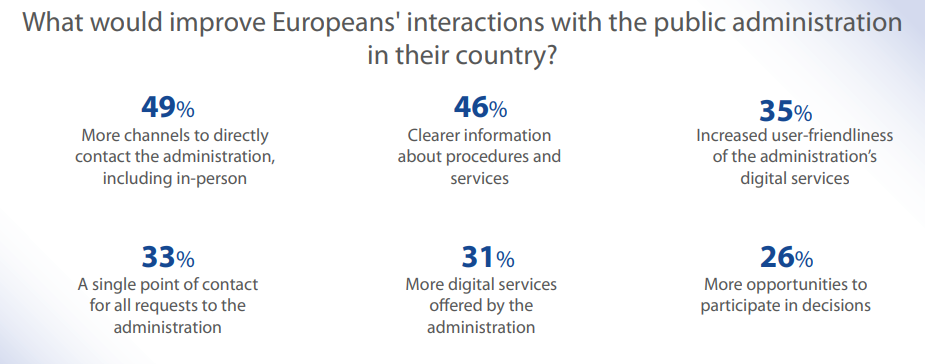 What would improve Europeans' interactions with the public administration
in their country?
49%
More channels to directly
contact the administration,
including in-person
46%
Clearer information
about procedures and
services
35%
Increased user-friendliness
of the administration's
digital services
33%
A single point of contact
for all requests to the
administration
31%
More digital services
offered by the
administration
26%
More opportunities to
participate in decisions